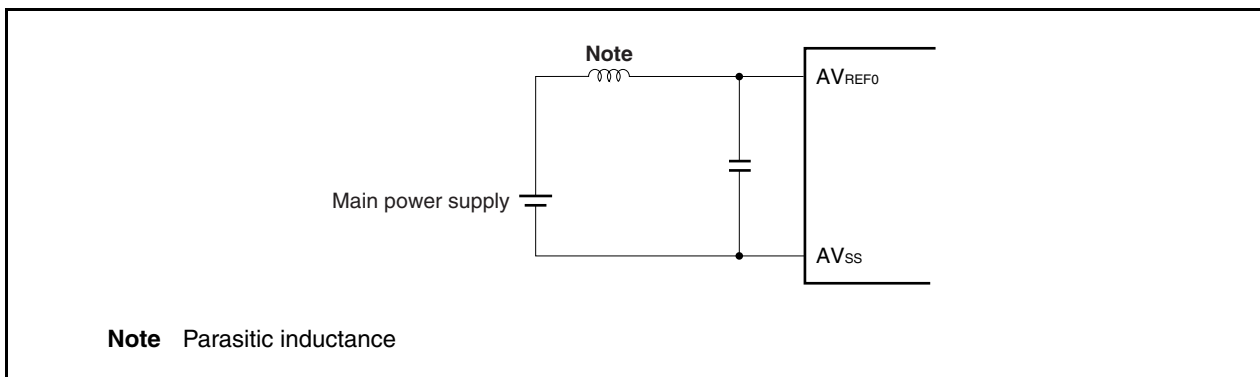 Note
AVREF0
Main power supply
AVSS
Note Parasitic inductance